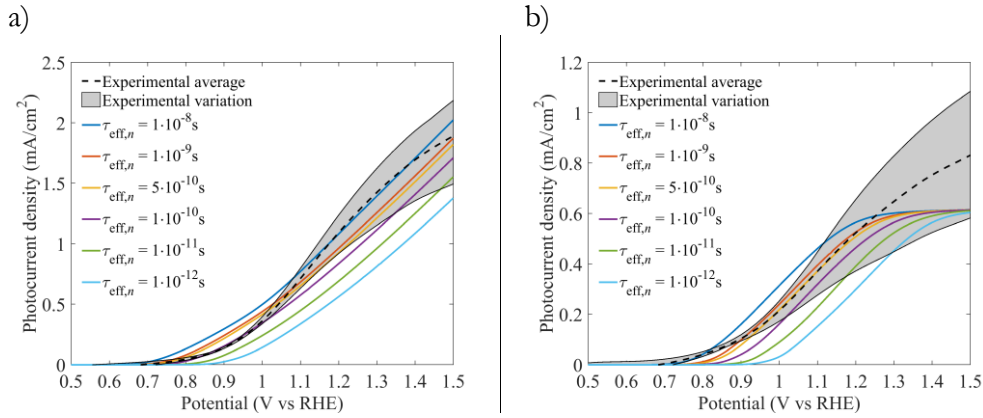 a)
Photocurrent density (mA/cm²)
2.5
2
1.5
1
0.5
0
Experimental average
Experimental variation
τeff,n = 1·10⁻⁸s
τeff,n = 1·10⁻⁹s
τeff,n = 5·10⁻¹⁰s
τeff,n = 1·10⁻¹⁰s
τeff,n = 1·10⁻¹¹s
τeff,n = 1·10⁻¹²s
0.5 0.6 0.7 0.8 0.9 1 1.1 1.2 1.3 1.4 1.5
Potential (V vs RHE)
b)
Photocurrent density (mA/cm²)
1.2
1
0.8
0.6
0.4
0.2
0
Experimental average
Experimental variation
τeff,n = 1·10⁻⁸s
τeff,n = 1·10⁻⁹s
τeff,n = 5·10⁻¹⁰s
τeff,n = 1·10⁻¹⁰s
τeff,n = 1·10⁻¹¹s
τeff,n = 1·10⁻¹²s
0.5 0.6 0.7 0.8 0.9 1 1.1 1.2 1.3 1.4 1.5
Potential (V vs RHE)